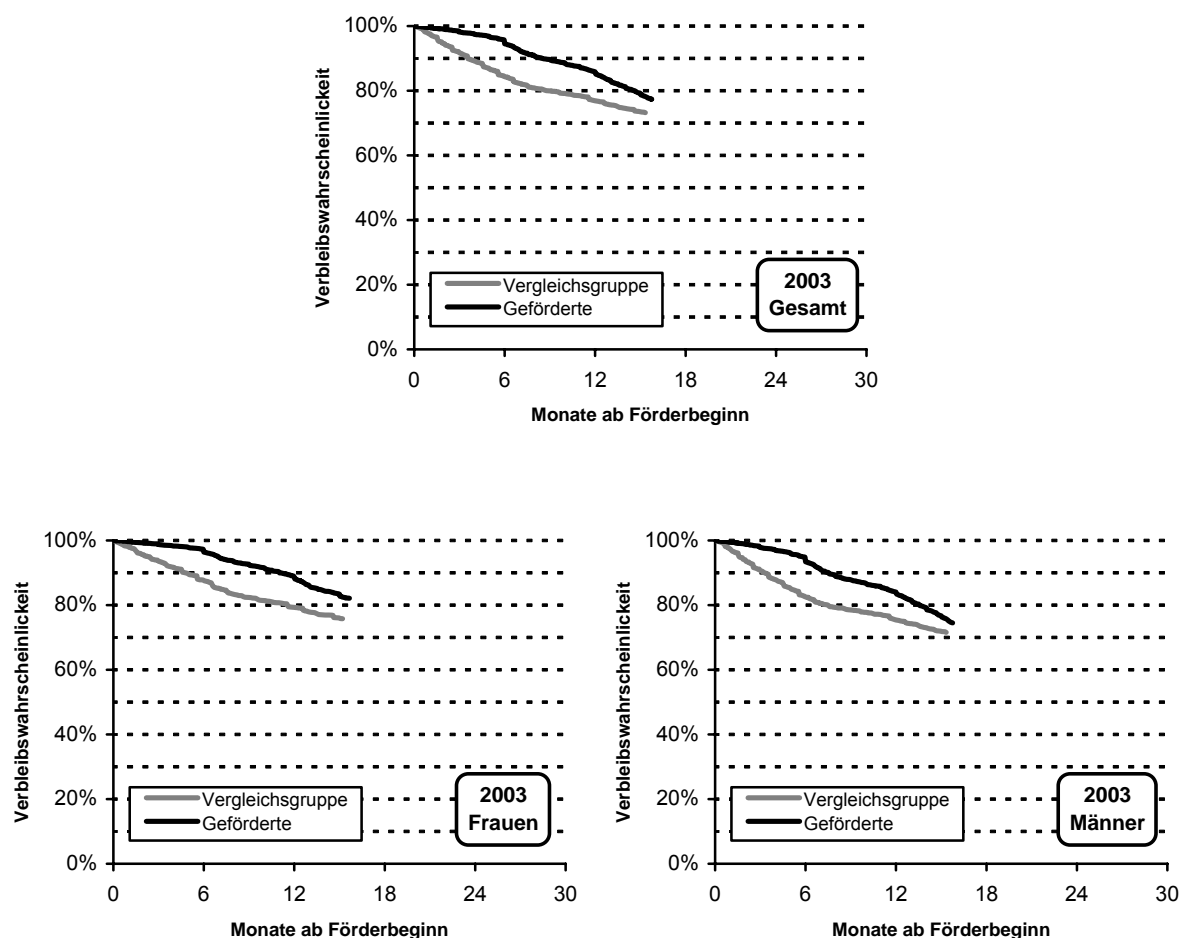 100%
80%
60%
40%
20%
0%
Verbleibswahrscheinlickeit
Vergleichsgruppe
Geförderte
2003
Gesamt
0 6 12 18 24 30
Monate ab Förderbeginn
100%
80%
60%
40%
20%
0%
Verbleibswahrscheinlickeit
Vergleichsgruppe
Geförderte
2003
Frauen
0 6 12 18 24 30
Monate ab Förderbeginn
100%
80%
60%
40%
20%
0%
Verbleibswahrscheinlickeit
Vergleichsgruppe
Geförderte
2003
Männer
0 6 12 18 24 30
Monate ab Förderbeginn